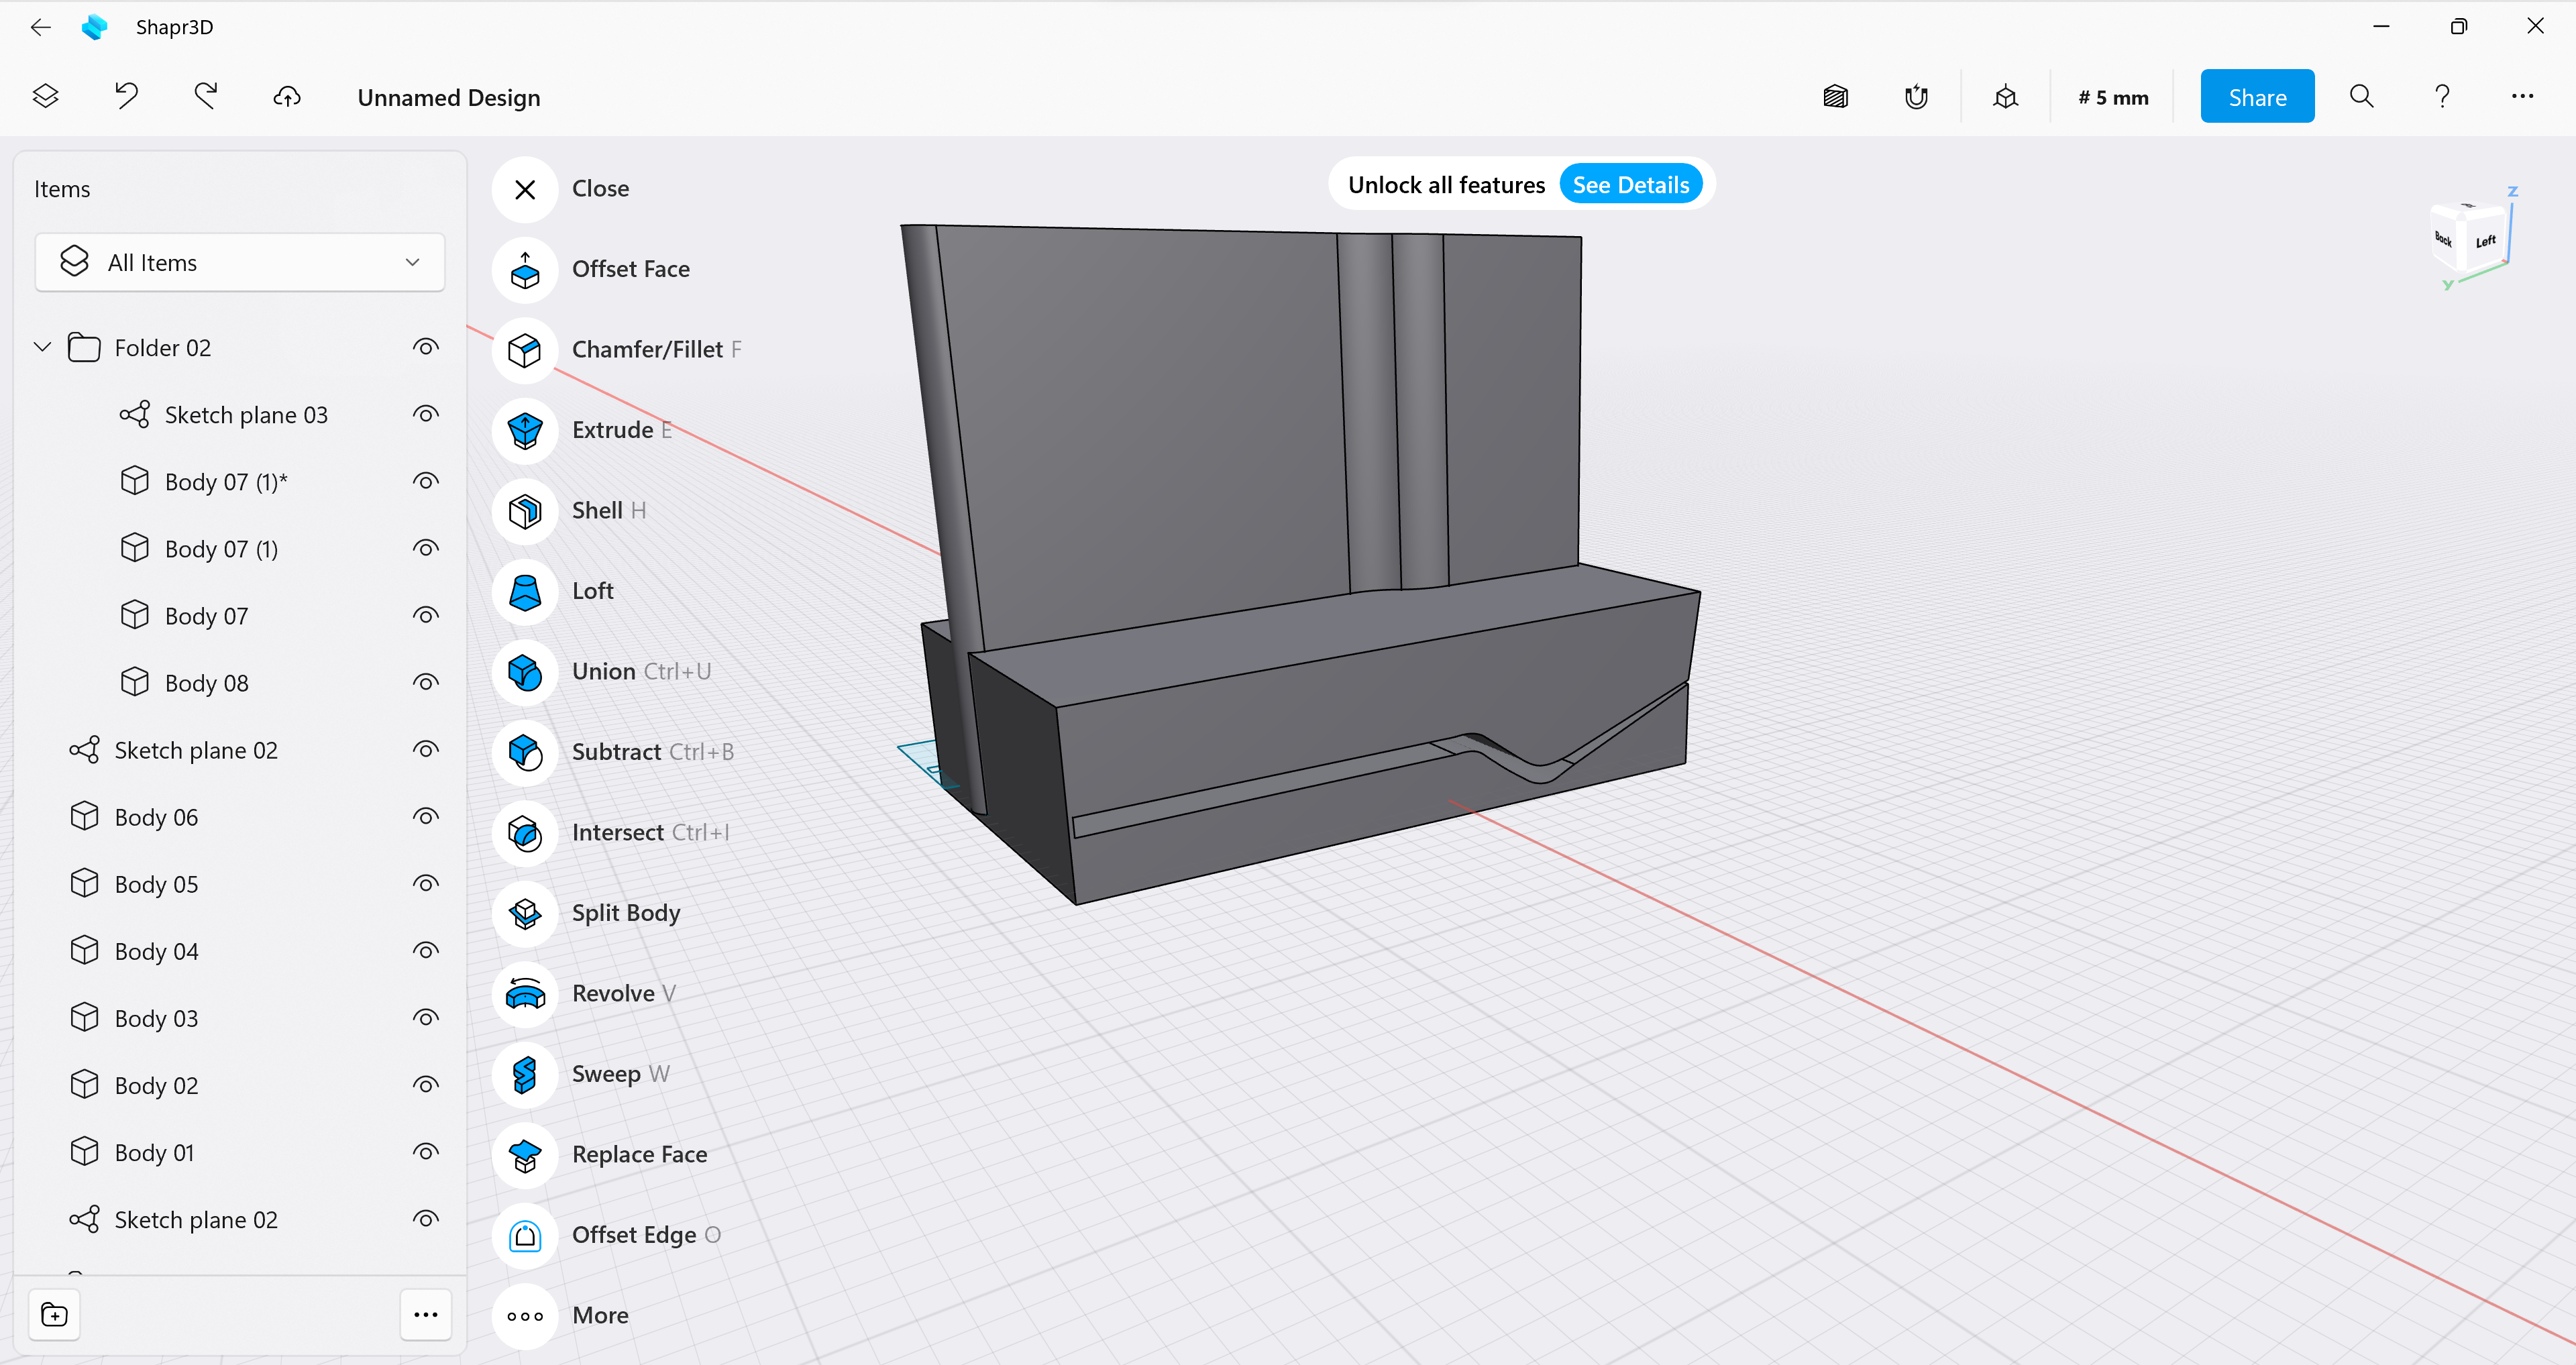 Shapr3D
Unnamed Design
# 5 mm
Share
Items
All Items
Folder 02
Sketch plane 03
Body 07 (1)*
Body 07 (1)
Body 07
Body 08
Sketch plane 02
Body 06
Body 05
Body 04
Body 03
Body 02
Body 01
Sketch plane 02
Close
Offset Face
Chamfer/Fillet F
Extrude E
Shell H
Loft
Union Ctrl+U
Subtract Ctrl+B
Intersect Ctrl+I
Split Body
Revolve V
Sweep W
Replace Face
Offset Edge O
More
Unlock all features See Details
Z
Back Left
Y